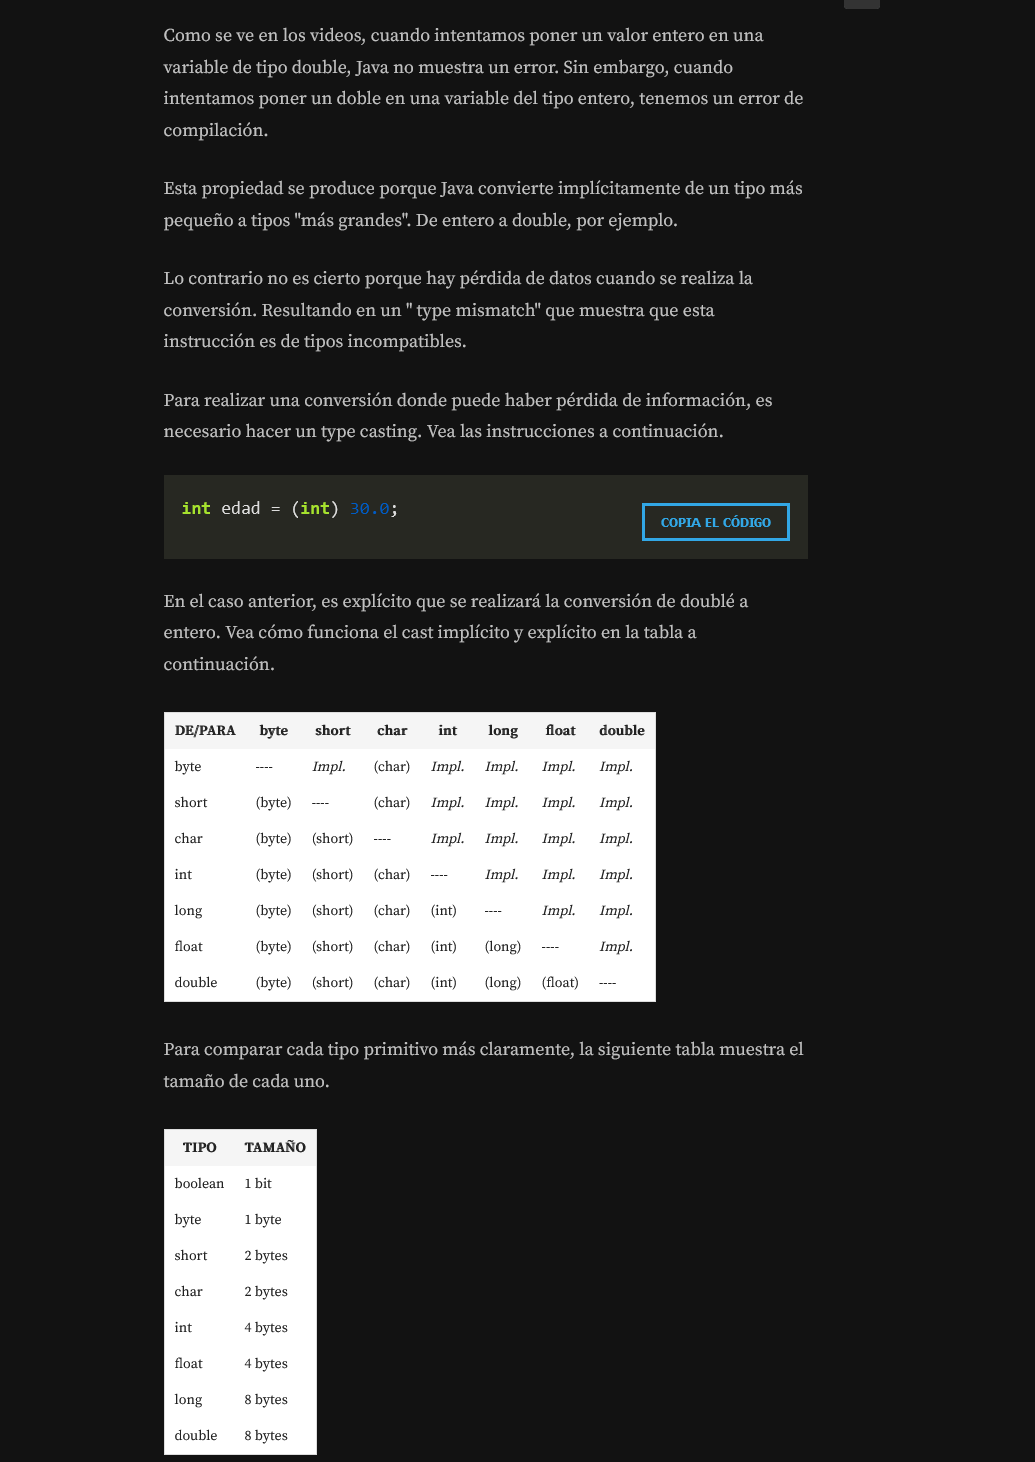 Como se ve en los videos, cuando intentamos poner un valor entero en una
variable de tipo double, Java no muestra un error. Sin embargo, cuando
intentamos poner un doble en una variable del tipo entero, tenemos un error de
compilación.
Esta propiedad se produce porque Java convierte implícitamente de un tipo más
pequeño a tipos "más grandes". De entero a double, por ejemplo.
Lo contrario no es cierto porque hay pérdida de datos cuando se realiza la
conversión. Resultando en un " type mismatch" que muestra que esta
instrucción es de tipos incompatibles.
Para realizar una conversión donde puede haber pérdida de información, es
necesario hacer un type casting. Vea las instrucciones a continuación.
int edad = (int) 30.0;
COPIA EL CÓDIGO
En el caso anterior, es explícito que se realizará la conversión de doublé a
entero. Vea cómo funciona el cast implícito y explícito en la tabla a
continuación.
DE/PARA byte short char int long float double
byte ---- Impl. (char) Impl. Impl. Impl. Impl.
short (byte) ---- (char) Impl. Impl. Impl. Impl.
char (byte) (short) ---- Impl. Impl. Impl. Impl.
int (byte) (short) (char) ---- Impl. Impl. Impl.
long (byte) (short) (char) (int) ---- Impl. Impl.
float (byte) (short) (char) (int) (long) ---- Impl.
double (byte) (short) (char) (int) (long) (float) ----
Para comparar cada tipo primitivo más claramente, la siguiente tabla muestra el
tamaño de cada uno.
TIPO TAMAÑO
boolean 1 bit
byte 1 byte
short 2 bytes
char 2 bytes
int 4 bytes
float 4 bytes
long 8 bytes
double 8 bytes